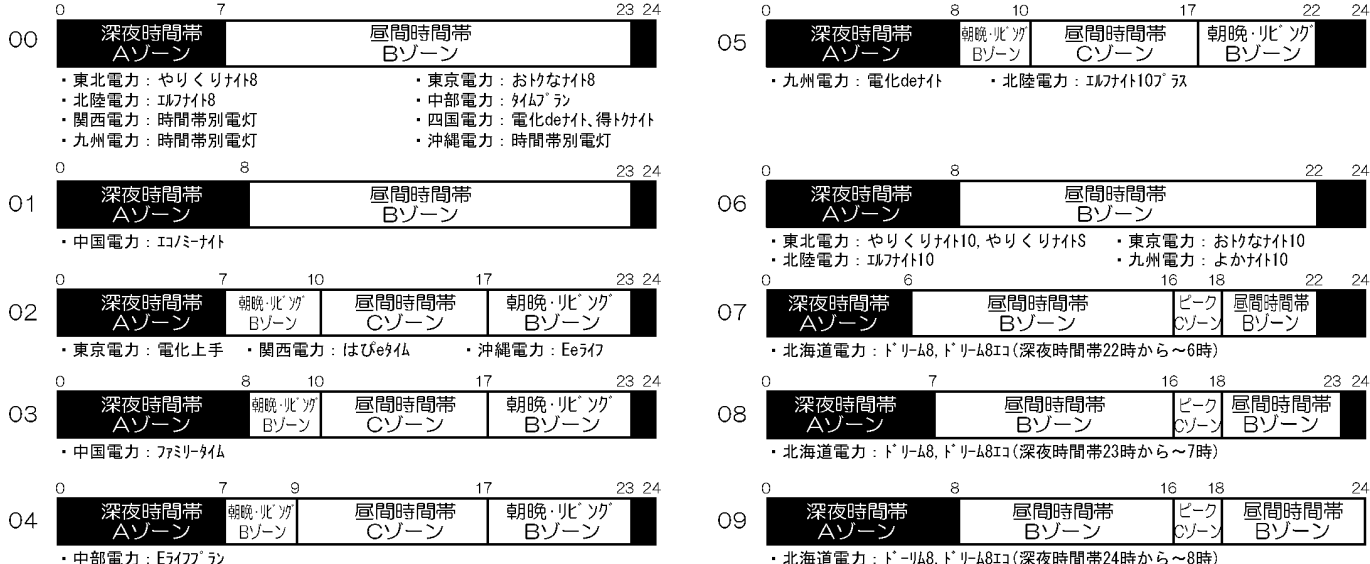 0 7 23 24
00 深夜時間帯 昼間時間帯
Aゾーン Bゾーン
・東北電力：やりくりﾅｲﾄ8 ・東京電力：おﾄｸなﾅｲﾄ8
・北陸電力：ｴﾙﾌﾅｲﾄ8 ・中部電力：ﾀｲﾑﾌﾟﾗﾝ
・関西電力：時間帯別電灯 ・四国電力：電化deﾅｲﾄ、得ﾄｸﾅｲﾄ
・九州電力：時間帯別電灯 ・沖縄電力：時間帯別電灯
0 8 23 24
01 深夜時間帯 昼間時間帯
Aゾーン Bゾーン
・中国電力：ｴｺﾉﾐｰﾅｲﾄ
0 7 10 17 23 24
02 深夜時間帯 朝晩・ﾘﾋﾞﾝｸﾞ 昼間時間帯 朝晩・ﾘﾋﾞﾝｸﾞ
Aゾーン Bゾーン Cゾーン Bゾーン
・東京電力：電化上手 ・関西電力：はぴeﾀｲﾑ ・沖縄電力：Eeﾗｲﾌ
0 8 10 17 23 24
03 深夜時間帯 朝晩・ﾘﾋﾞﾝｸﾞ 昼間時間帯 朝晩・ﾘﾋﾞﾝｸﾞ
Aゾーン Bゾーン Cゾーン Bゾーン
・中国電力：ﾌｧﾐﾘｰﾀｲﾑ
0 7 9 17 23 24
04 深夜時間帯 朝晩・ﾘﾋﾞﾝｸﾞ 昼間時間帯 朝晩・ﾘﾋﾞﾝｸﾞ
Aゾーン Bゾーン Cゾーン Bゾーン
・中部電力：Eﾗｲﾌﾌﾟﾗﾝ
0 8 10 17 22 24
05 深夜時間帯 朝晩・ﾘﾋﾞﾝｸﾞ 昼間時間帯 朝晩・ﾘﾋﾞﾝｸﾞ
Aゾーン Bゾーン Cゾーン Bゾーン
・九州電力：電化deﾅｲﾄ ・北陸電力：ｴﾙﾌﾅｲﾄ10ﾌﾟﾗｽ
0 8 22 24
06 深夜時間帯 昼間時間帯
Aゾーン Bゾーン
・東北電力：やりくりﾅｲﾄ10,やりくりﾅｲﾄS ・東京電力：おﾄｸなﾅｲﾄ10
・北陸電力：ｴﾙﾌﾅｲﾄ10 ・九州電力：よかﾅｲﾄ10
0 6 16 18 22 24
07 深夜時間帯 昼間時間帯 ピーク 昼間時間帯
Aゾーン Bゾーン Cゾーン Bゾーン
・北海道電力：ﾄﾞﾘｰﾑ8,ﾄﾞﾘｰﾑ8ｴｺ(深夜時間帯22時から～6時)
0 7 16 18 23 24
08 深夜時間帯 昼間時間帯 ピーク 昼間時間帯
Aゾーン Bゾーン Cゾーン Bゾーン
・北海道電力：ﾄﾞﾘｰﾑ8,ﾄﾞﾘｰﾑ8ｴｺ(深夜時間帯23時から～7時)
0 8 16 18 24
09 深夜時間帯 昼間時間帯 ピーク 昼間時間帯
Aゾーン Bゾーン Cゾーン Bゾーン
・北海道電力：ﾄﾞｰﾘﾑ8,ﾄﾞﾘｰﾑ8ｴｺ(深夜時間帯24時から～8時)